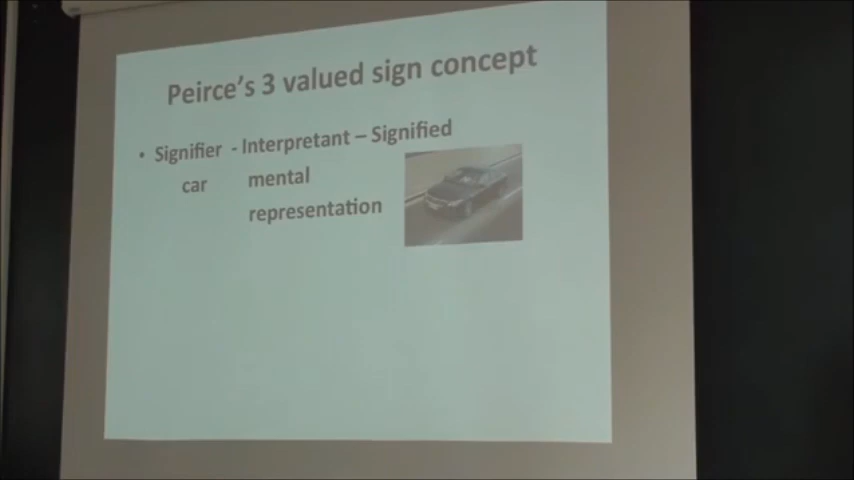 Peirce's 3 valued sign concept
• Signifier - Interpretant – Signified
car mental
representation